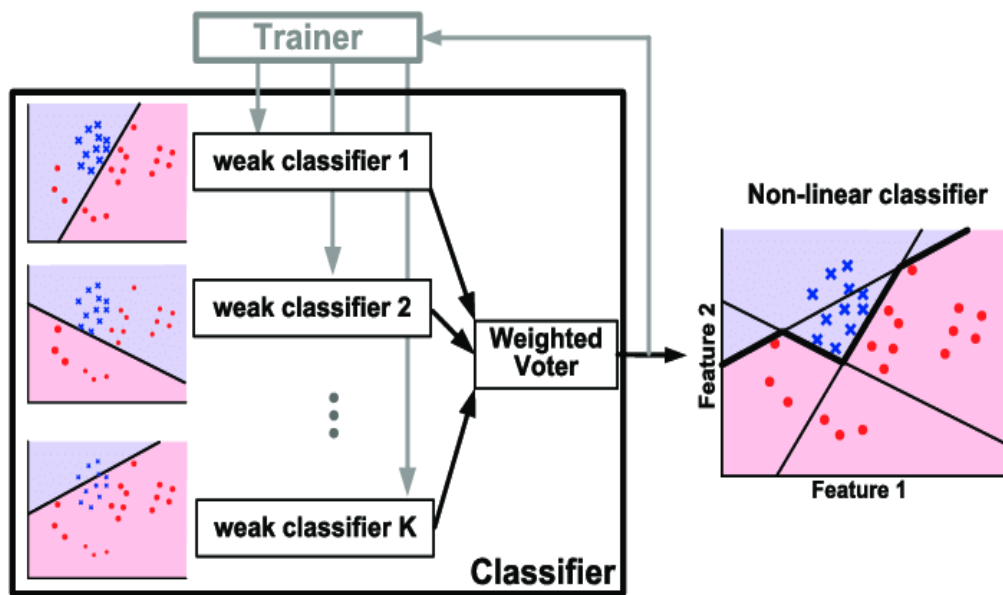 Trainer
weak classifier 1
weak classifier 2
weak classifier K
Weighted
Voter
Classifier
Non-linear classifier
Feature 2
Feature 1